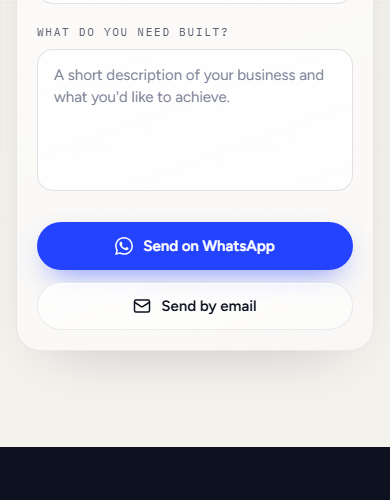 WHAT DO YOU NEED BUILT?
A short description of your business and
what you'd like to achieve.
Send on WhatsApp
Send by email